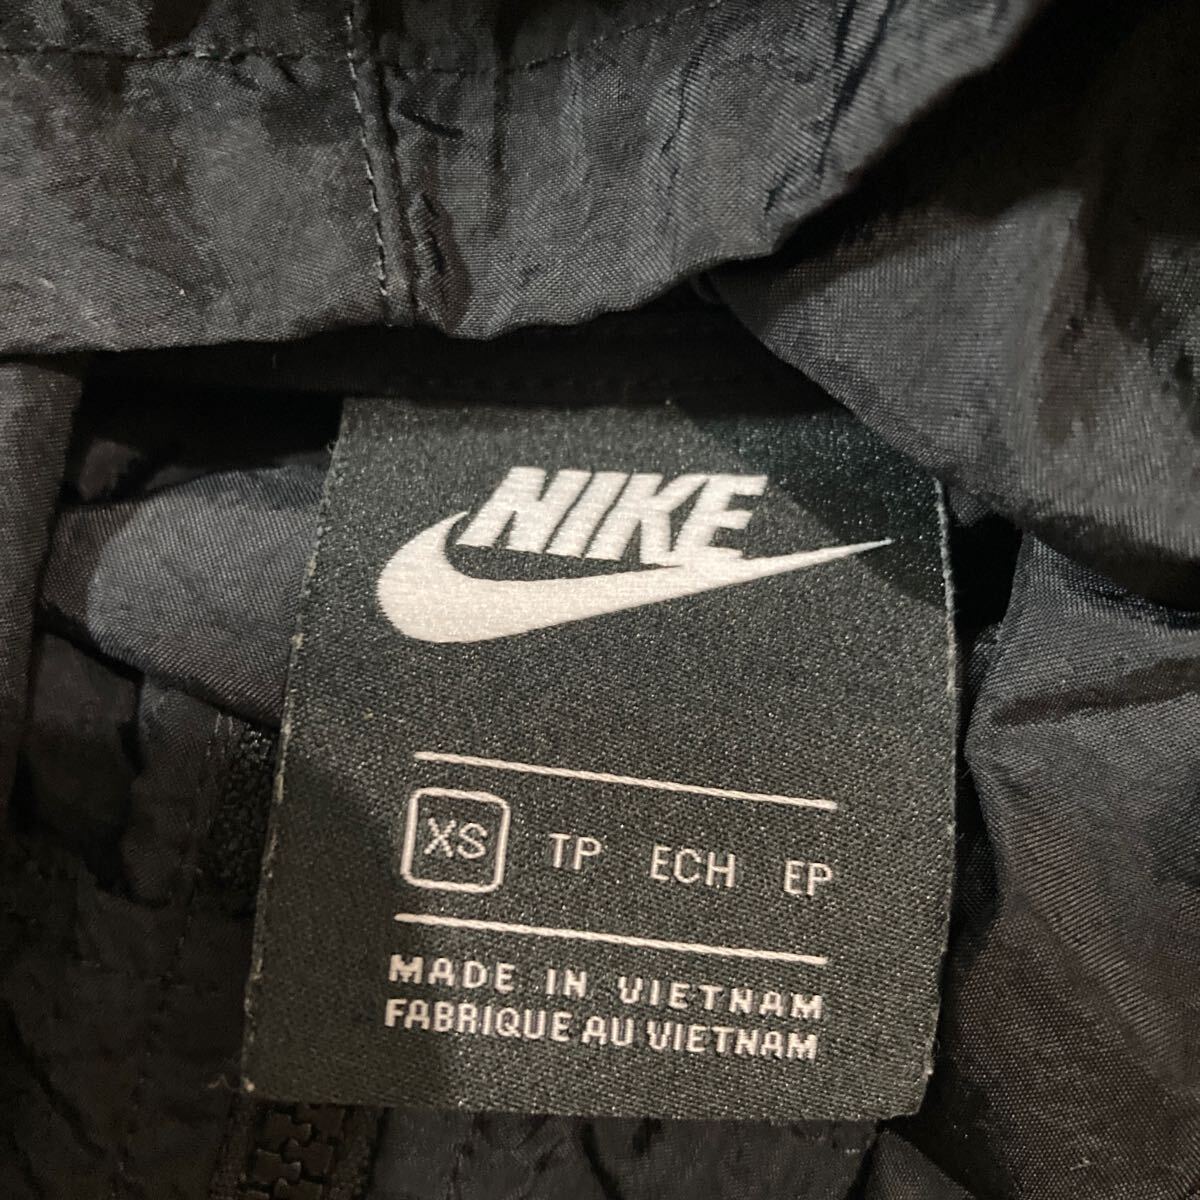 NIKE
XS TP ECH EP
MADE IN VIETNAM
FABRIQUE AU VIETNAM